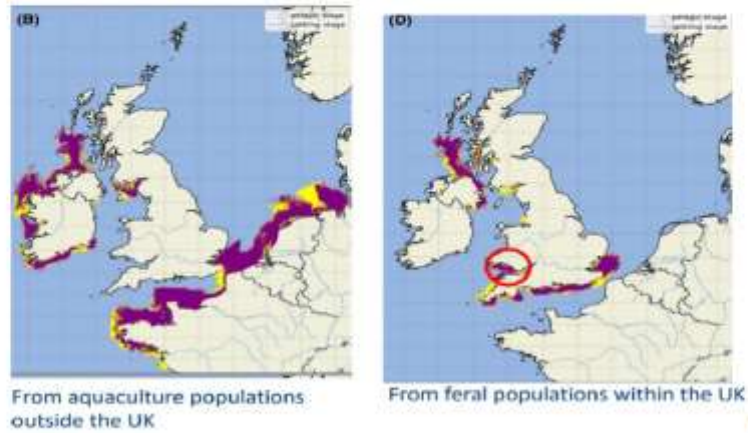 (B)
(D)
From aquaculture populations
outside the UK
From feral populations within the UK